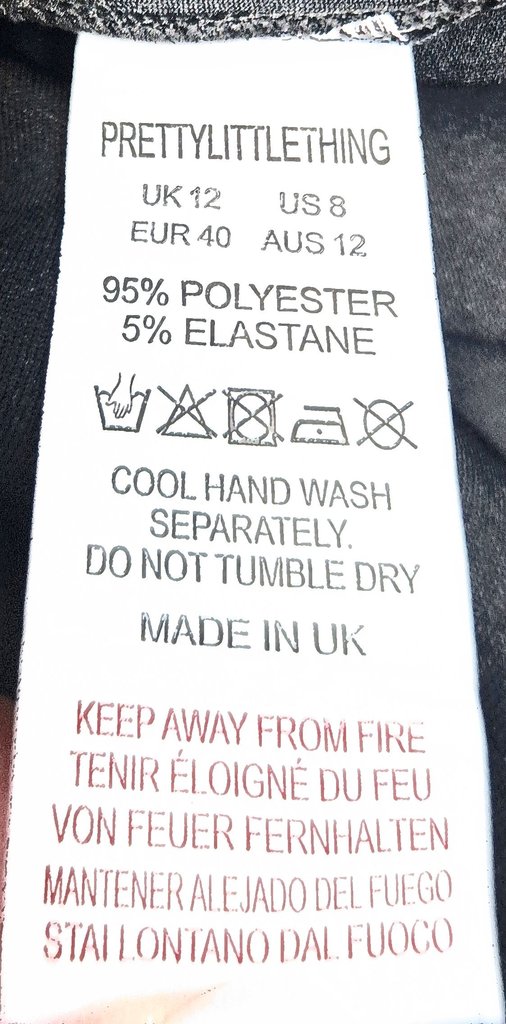 PRETTYLITTLETHING
UK 12 US 8
EUR 40 AUS 12
95% POLYESTER
5% ELASTANE
COOL HAND WASH
SEPARATELY.
DO NOT TUMBLE DRY
MADE IN UK
KEEP AWAY FROM FIRE
TENIR ÉLOIGNÉ DU FEU
VON FEUER FERNHALTEN
MANTENER ALEJADO DEL FUEGO
STAI LONTANO DAL FUOCO